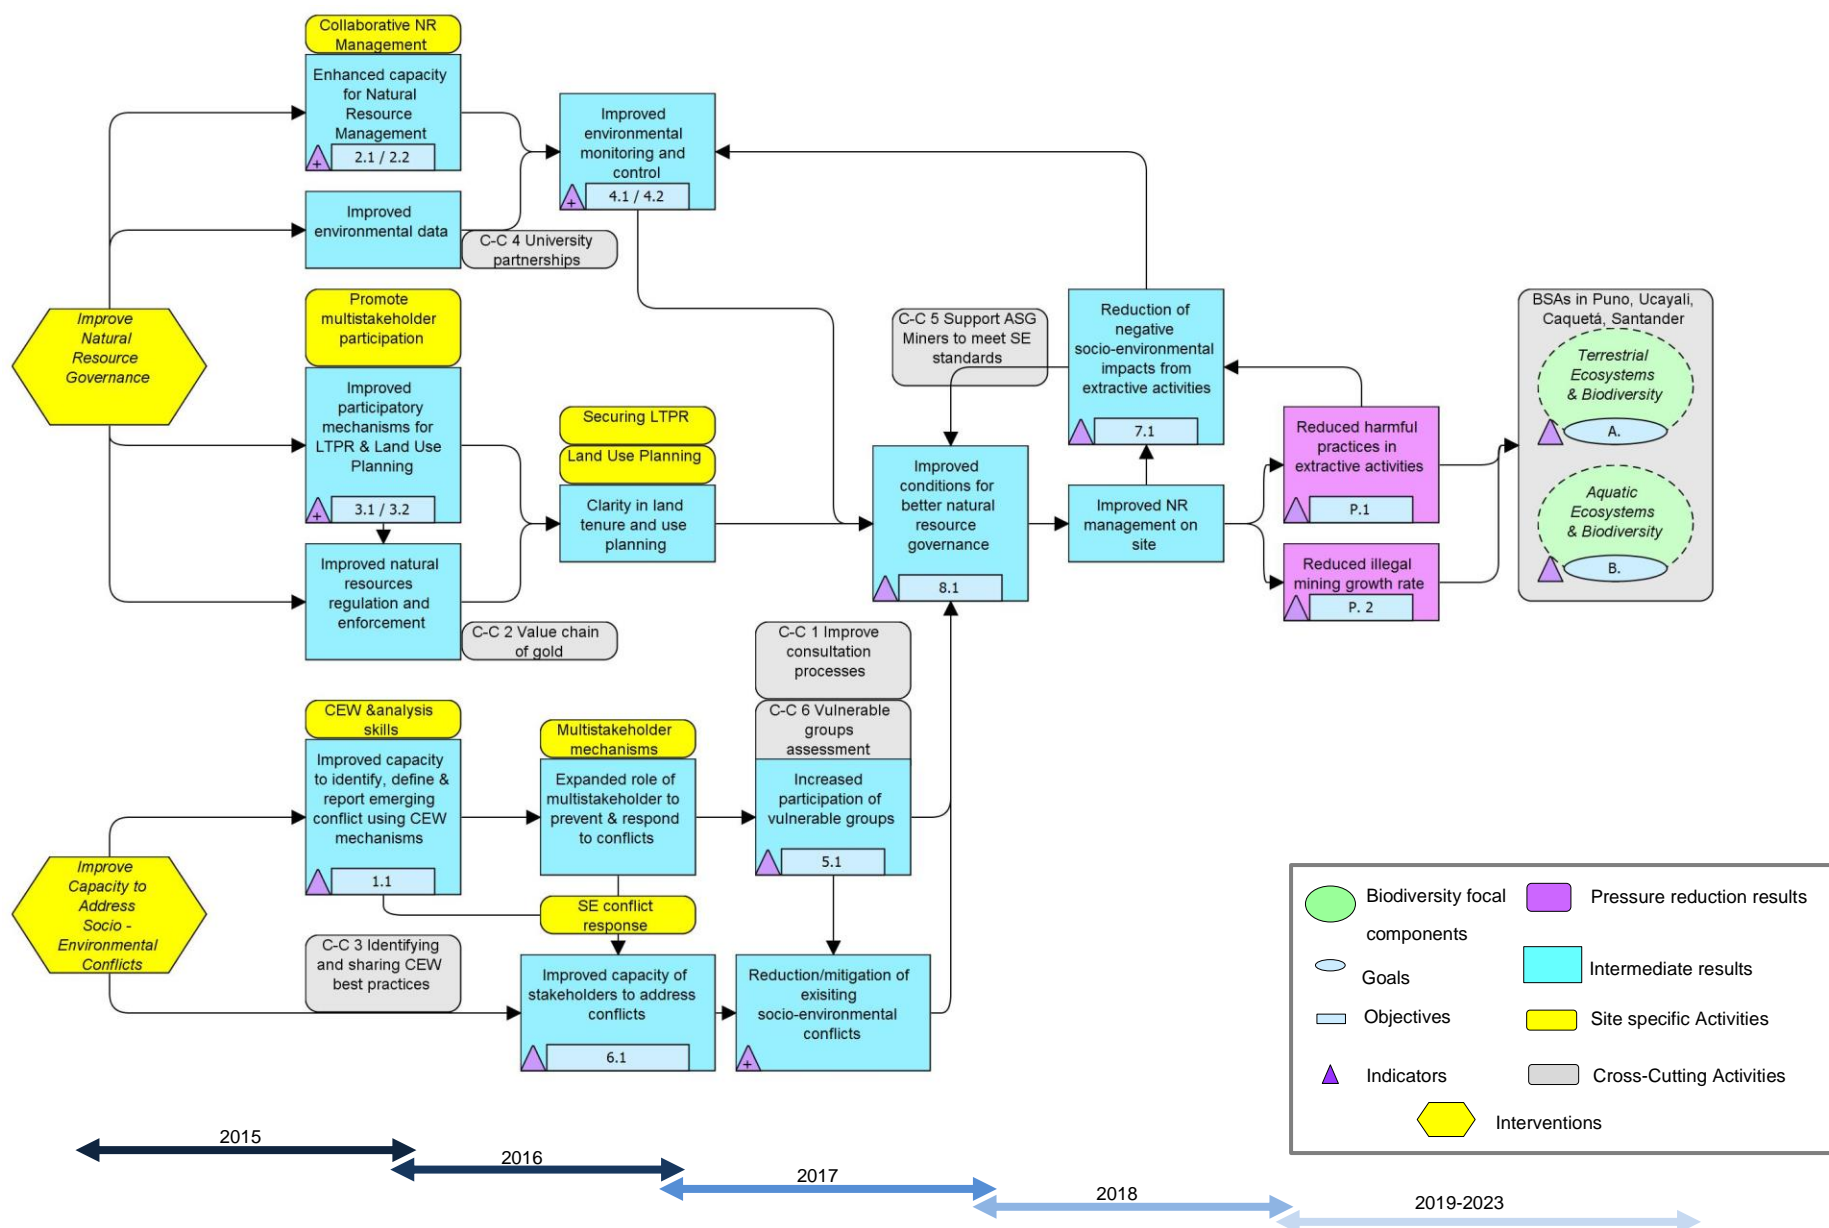 Collaborative NR
Management
Enhanced capacity
for Natural
Resource
Management
+
2.1 / 2.2
Improved
environmental
monitoring and
control
+
4.1 / 4.2
Improved
environmental data
C-C 4 University
partnerships
Improve
Natural
Resource
Governance
Promote
multistakeholder
participation
Improved
participatory
mechanisms for
LTPR & Land Use
Planning
+
3.1 / 3.2
Improved natural
resources
regulation and
enforcement
C-C 2 Value chain
of gold
Securing LTPR
Land Use Planning
Clarity in land
tenure and use
planning
C-C 5 Support ASG
Miners to meet SE
standards
Improved
conditions for
better natural
resource
governance
8.1
Reduction of
negative
socio-environmental
impacts from
extractive activities
7.1
Improved NR
management on
site
Reduced harmful
practices in
extractive activities
P.1
Reduced illegal
mining growth rate
P. 2
BSAs in Puno, Ucayali,
Caquetá, Santander
Terrestrial
Ecosystems
& Biodiversity
A.
Aquatic
Ecosystems
& Biodiversity
B.
Improve
Capacity to
Address
Socio -
Environmental
Conflicts
CEW &analysis
skills
Improved capacity
to identify, define &
report emerging
conflict using CEW
mechanisms
1.1
C-C 3 Identifying
and sharing CEW
best practices
Multistakeholder
mechanisms
Expanded role of
multistakeholder to
prevent & respond
to conflicts
SE conflict
response
Improved capacity of
stakeholders to address
conflicts
6.1
C-C 1 Improve
consultation
processes
C-C 6 Vulnerable
groups
assessment
Increased
participation of
vulnerable groups
5.1
Reduction/mitigation of
exisiting
socio-environmental
conflicts
+
Biodiversity focal
components
Pressure reduction results
Goals
Intermediate results
Objectives
Site specific Activities
Indicators
Cross-Cutting Activities
Interventions
2015
2016
2017
2018
2019-2023